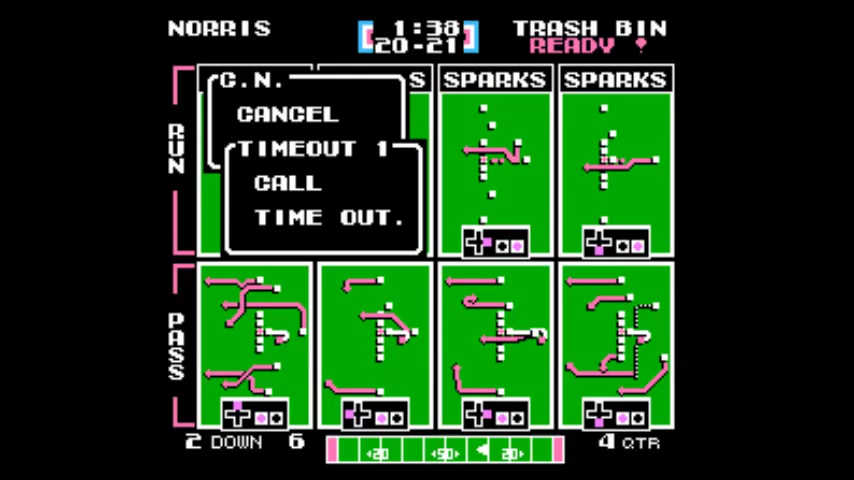 NORRIS
1:38
TRASH BIN
20-21
READY
C.N.
S
SPARKS
SPARKS
CANCEL
TIMEOUT 1
CALL
TIME OUT.
RUN
PASS
2 DOWN 6
<20
<50>
20>
4 QTR